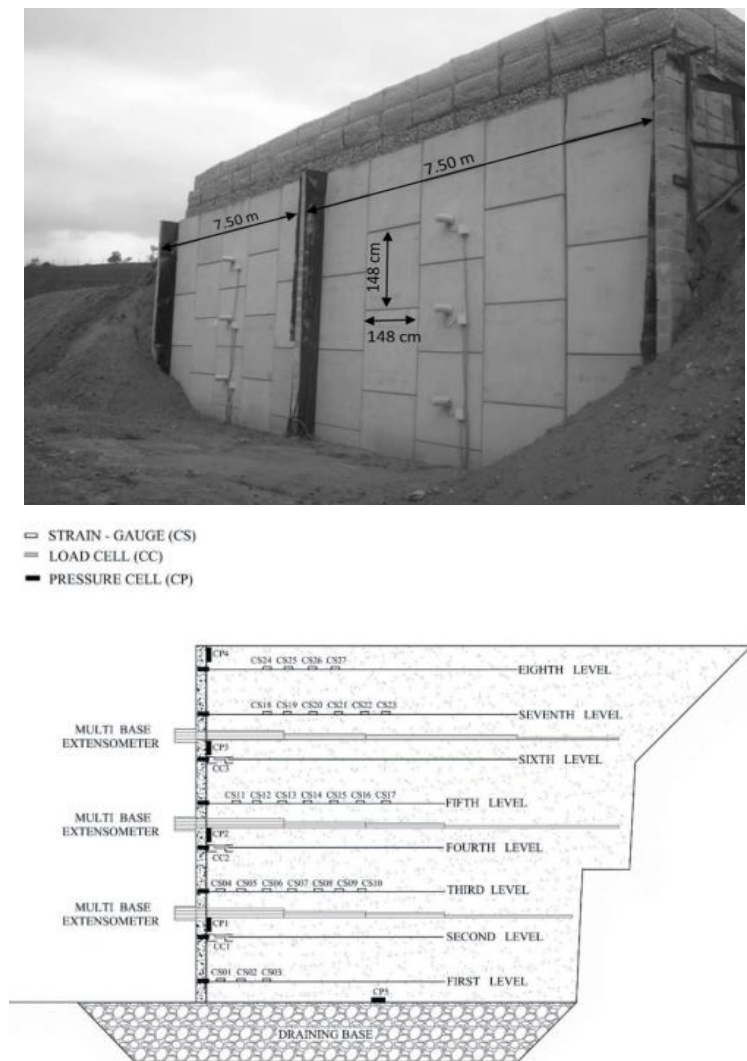 7.50 m
7.50 m
148 cm
148 cm
STRAIN - GAUGE (CS)
LOAD CELL (CC)
PRESSURE CELL (CP)
CP4
CS24 CS25 CS26 CS27
EIGHTH LEVEL
CS18 CS19 CS20 CS21 CS22 CS23
SEVENTH LEVEL
MULTI BASE
EXTENSOMETER
CP3
SIXTH LEVEL
CC3
CS11 CS12 CS13 CS14 CS15 CS16 CS17
FIFTH LEVEL
MULTI BASE
EXTENSOMETER
CP2
FOURTH LEVEL
CC2
CS04 CS05 CS06 CS07 CS08 CS09 CS10
THIRD LEVEL
MULTI BASE
EXTENSOMETER
CP1
SECOND LEVEL
CC1
CS01 CS02 CS03
FIRST LEVEL
CP5
DRAINING BASE